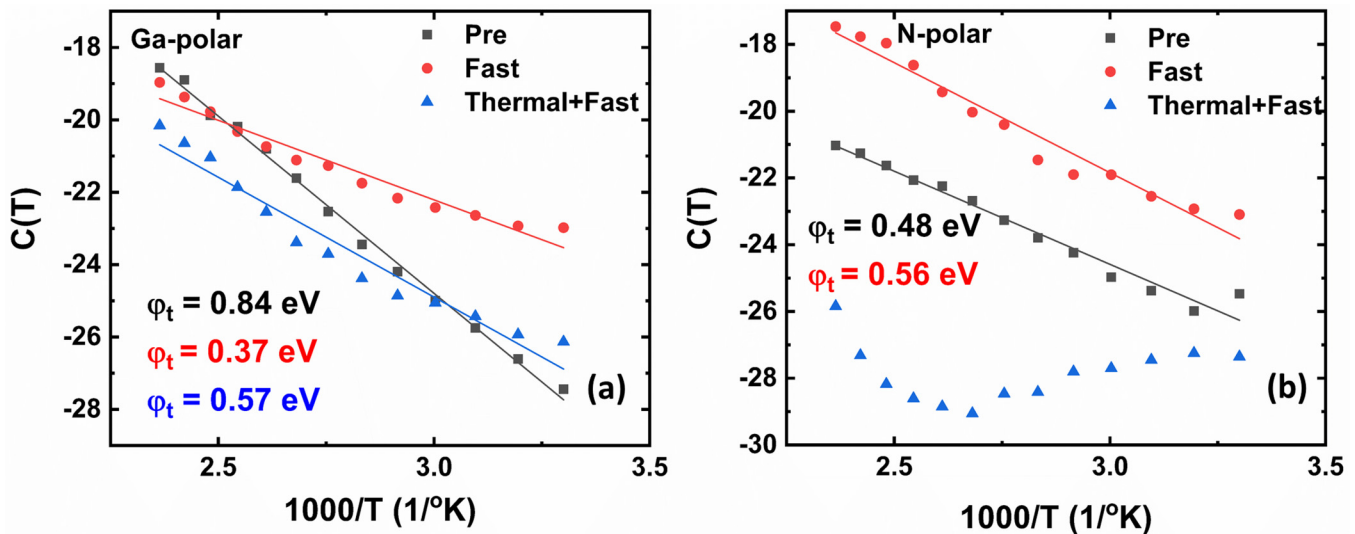 Ga-polar
Pre
Fast
Thermal+Fast
-18
-20
-22
-24
-26
-28
C(T)
φt = 0.84 eV
φt = 0.37 eV
φt = 0.57 eV
(a)
2.5 3.0 3.5
1000/T (1/°K)
N-polar
Pre
Fast
Thermal+Fast
-18
-20
-22
-24
-26
-28
-30
C(T)
φt = 0.48 eV
φt = 0.56 eV
(b)
2.5 3.0 3.5
1000/T (1/°K)